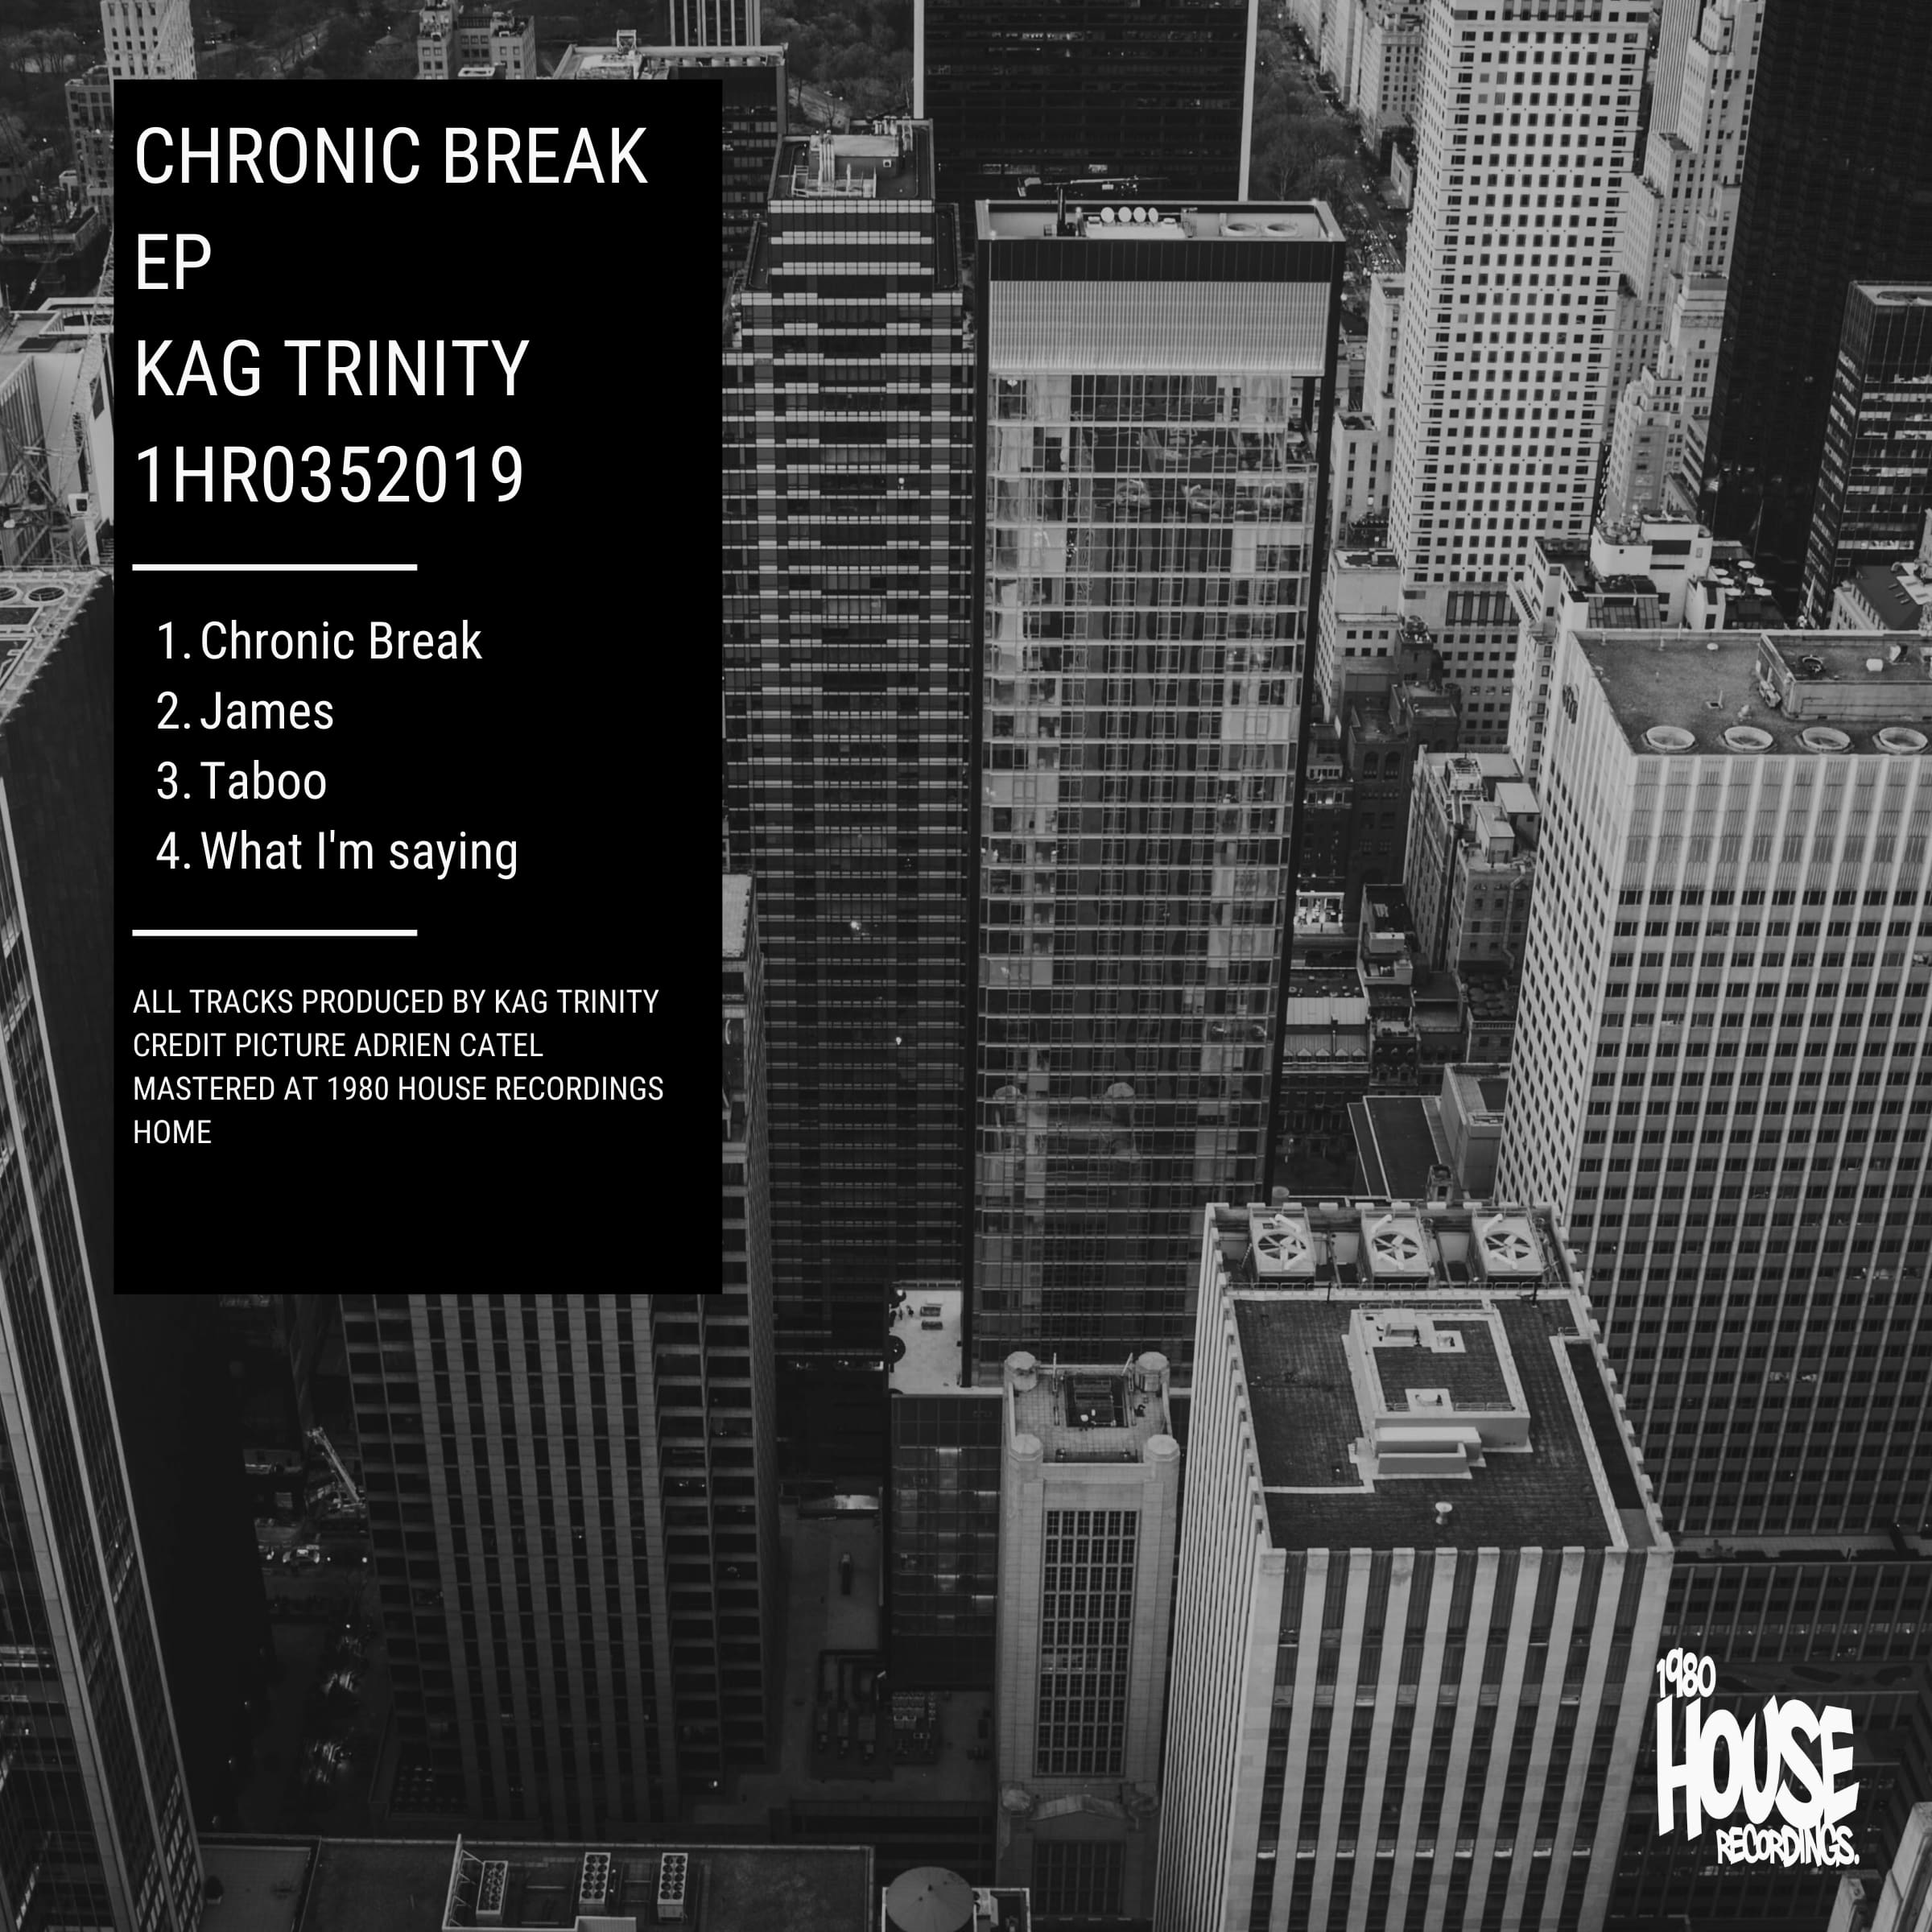 CHRONIC BREAK
EP
KAG TRINITY
1HR0352019
1. Chronic Break
2. James
3. Taboo
4. What I'm saying
ALL TRACKS PRODUCED BY KAG TRINITY
CREDIT PICTURE ADRIEN CATEL
MASTERED AT 1980 HOUSE RECORDINGS
HOME
1980
HOUSE
RECORDINGS.